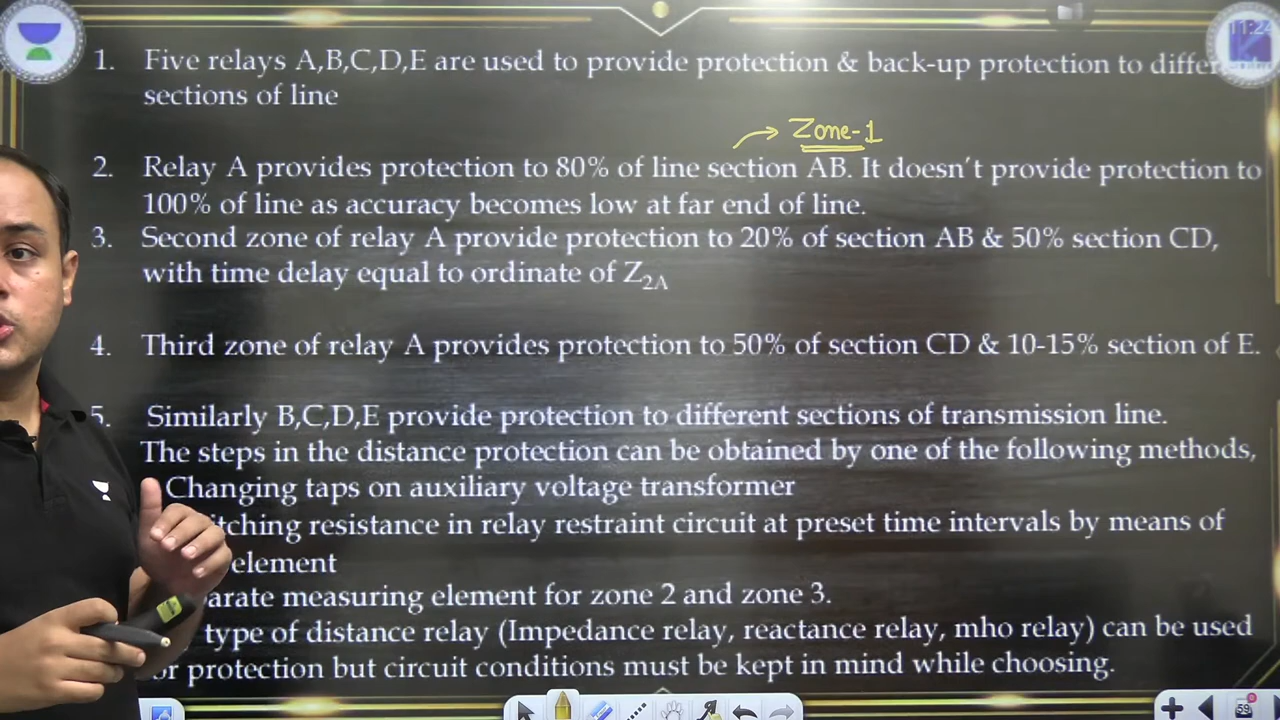 11:24
1. Five relays A,B,C,D,E are used to provide protection & back-up protection to differ
sections of line
Zone-1
2. Relay A provides protection to 80% of line section AB. It doesn't provide protection to
100% of line as accuracy becomes low at far end of line.
3. Second zone of relay A provide protection to 20% of section AB & 50% section CD,
with time delay equal to ordinate of Z2A
4. Third zone of relay A provides protection to 50% of section CD & 10-15% section of E.
5. Similarly B,C,D,E provide protection to different sections of transmission line.
The steps in the distance protection can be obtained by one of the following methods,
Changing taps on auxiliary voltage transformer
itching resistance in relay restraint circuit at preset time intervals by means of
element
arate measuring element for zone 2 and zone 3.
type of distance relay (Impedance relay, reactance relay, mho relay) can be used
or protection but circuit conditions must be kept in mind while choosing.
59